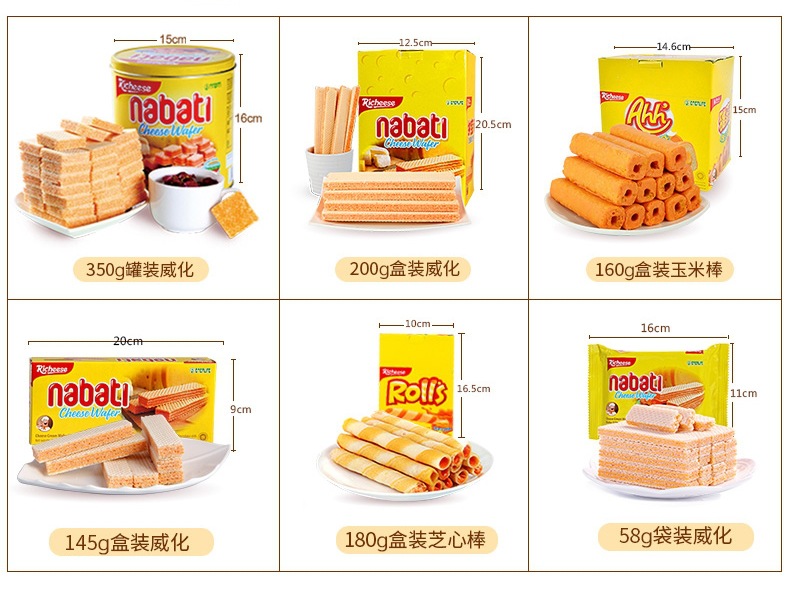 15cm
16cm
Richeese
nabati
Cheese Wafer
350g罐装威化
12.5cm
20.5cm
Richeese
nabati
Cheese Wafer
200g盒装威化
14.6cm
15cm
Richeese
Ahh
160g盒装玉米棒
20cm
9cm
Richeese
nabati
Cheese Wafer
145g盒装威化
10cm
16.5cm
Richeese
Roll's
180g盒装芝心棒
16cm
11cm
Richeese
nabati
Cheese Wafer
58g袋装威化